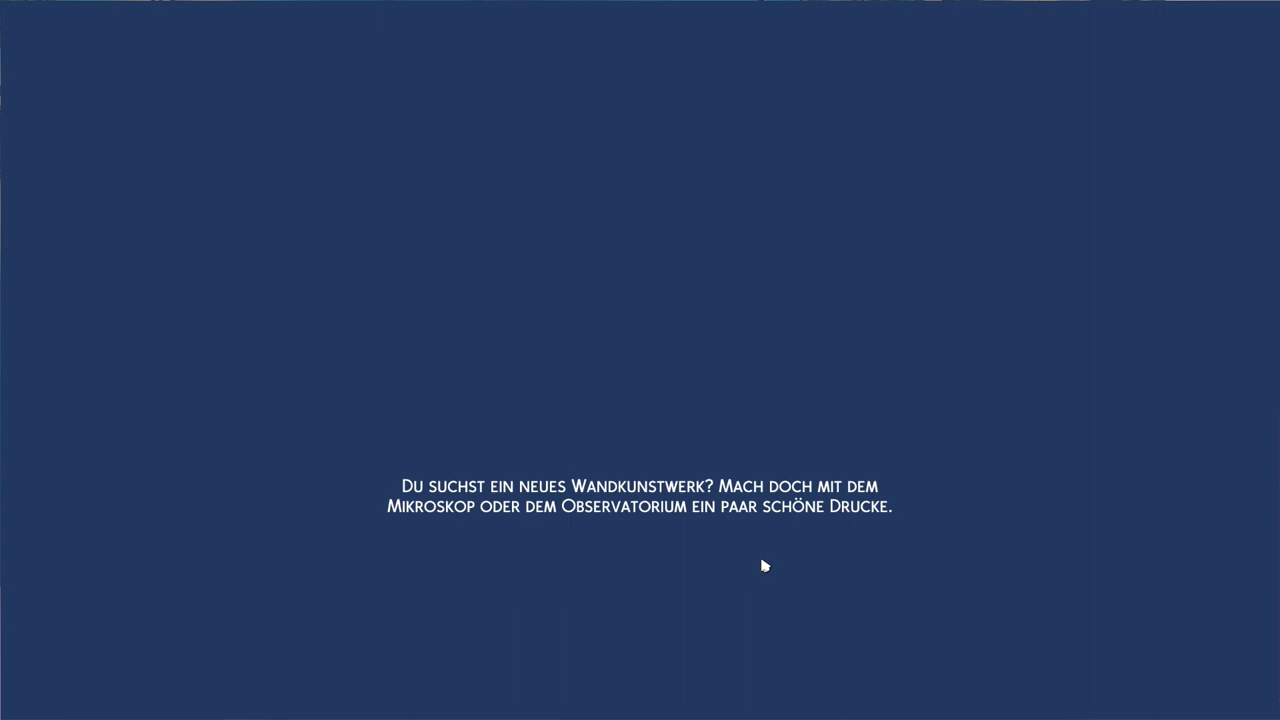 Du suchst ein neues Wandkunstwerk? Mach doch mit dem
Mikroskop oder dem Observatorium ein paar schöne Drucke.